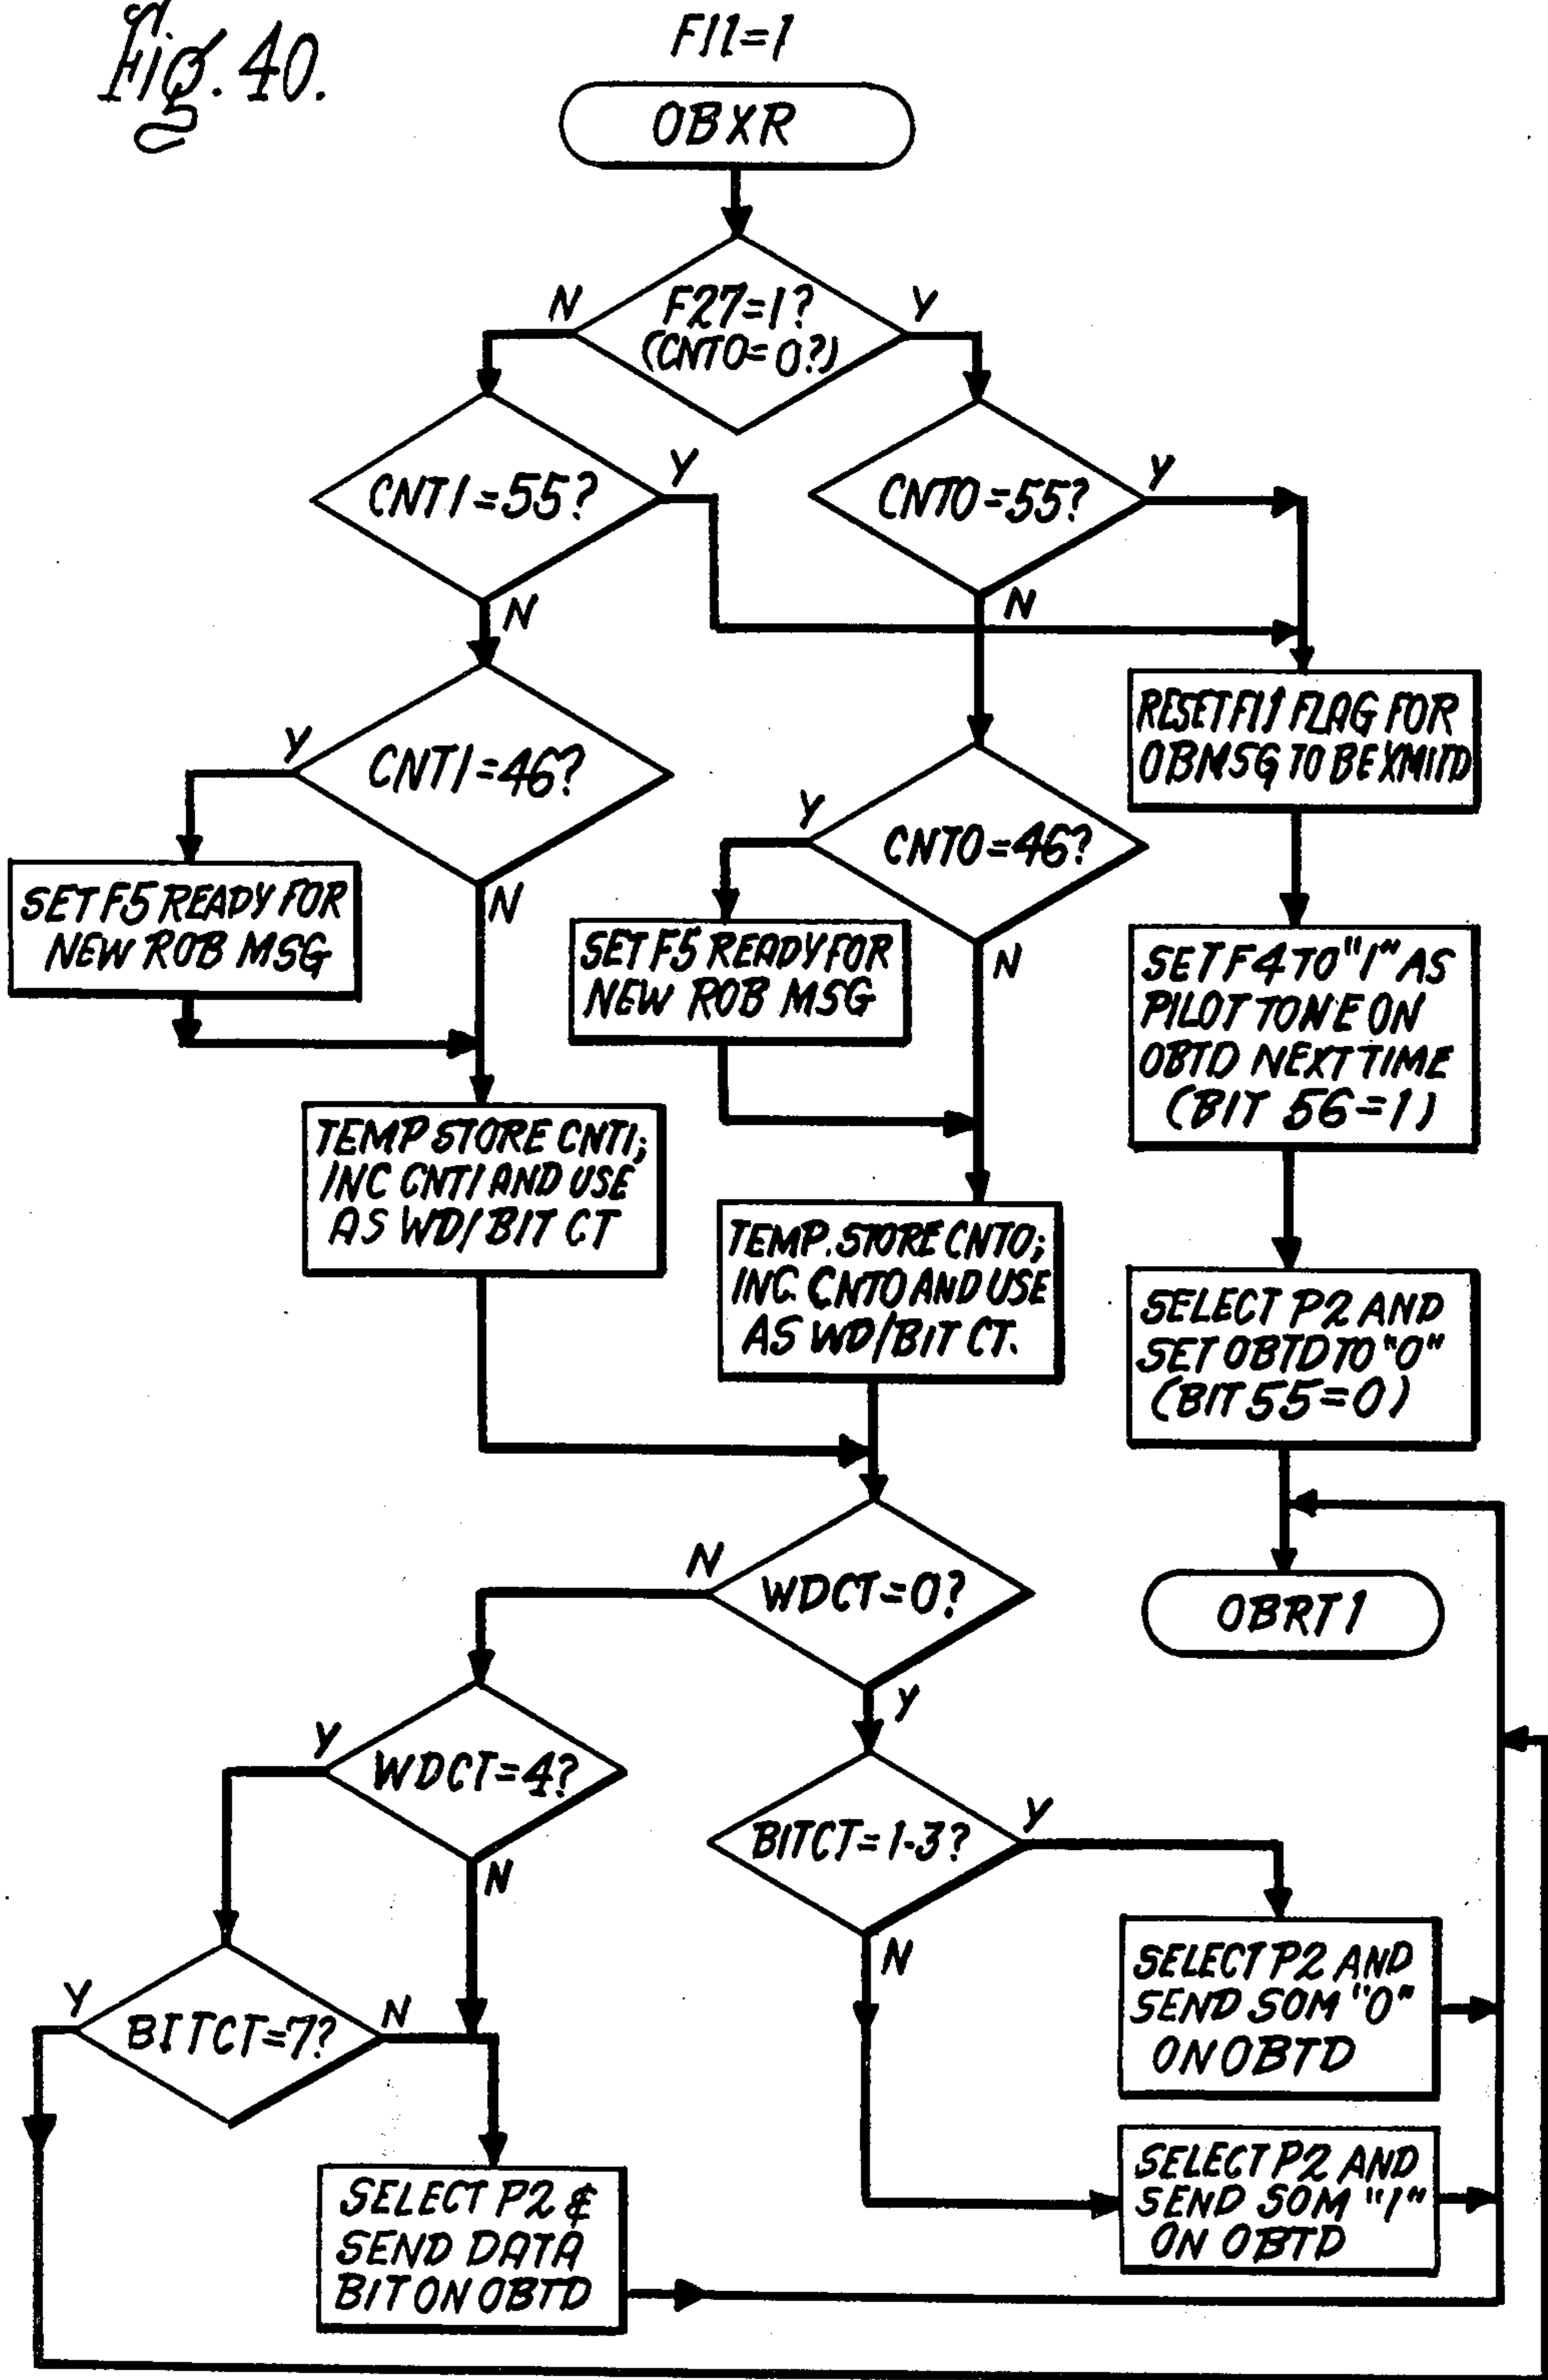 Fig. 40.
F11=1
OBXR
N
F27=1?
Y
(CNT0=0?)
CNT1=55?
Y
N
CNT0=55?
Y
N
CNT1=46?
Y
N
CNT0=46?
Y
N
RESET F11 FLAG FOR
OBMSG TO BE XMITD
SET F5 READY FOR
NEW ROB MSG
SET F5 READY FOR
NEW ROB MSG
SET F4 TO "1" AS
PILOT TONE ON
OBTD NEXT TIME
(BIT 56=1)
TEMP STORE CNT1;
INC CNT1 AND USE
AS WD/BIT CT
TEMP. STORE CNT0;
INC. CNT0 AND USE
AS WD/BIT CT.
SELECT P2 AND
SET OBTD TO "0"
(BIT 55=0)
N
WDCT=0?
Y
OBRT1
Y
WDCT=4?
N
BITCT=1-3?
Y
N
Y
BITCT=7?
N
SELECT P2 AND
SEND SOM "0"
ON OBTD
SELECT P2 AND
SEND SOM "1"
ON OBTD
SELECT P2 &
SEND DATA
BIT ON OBTD